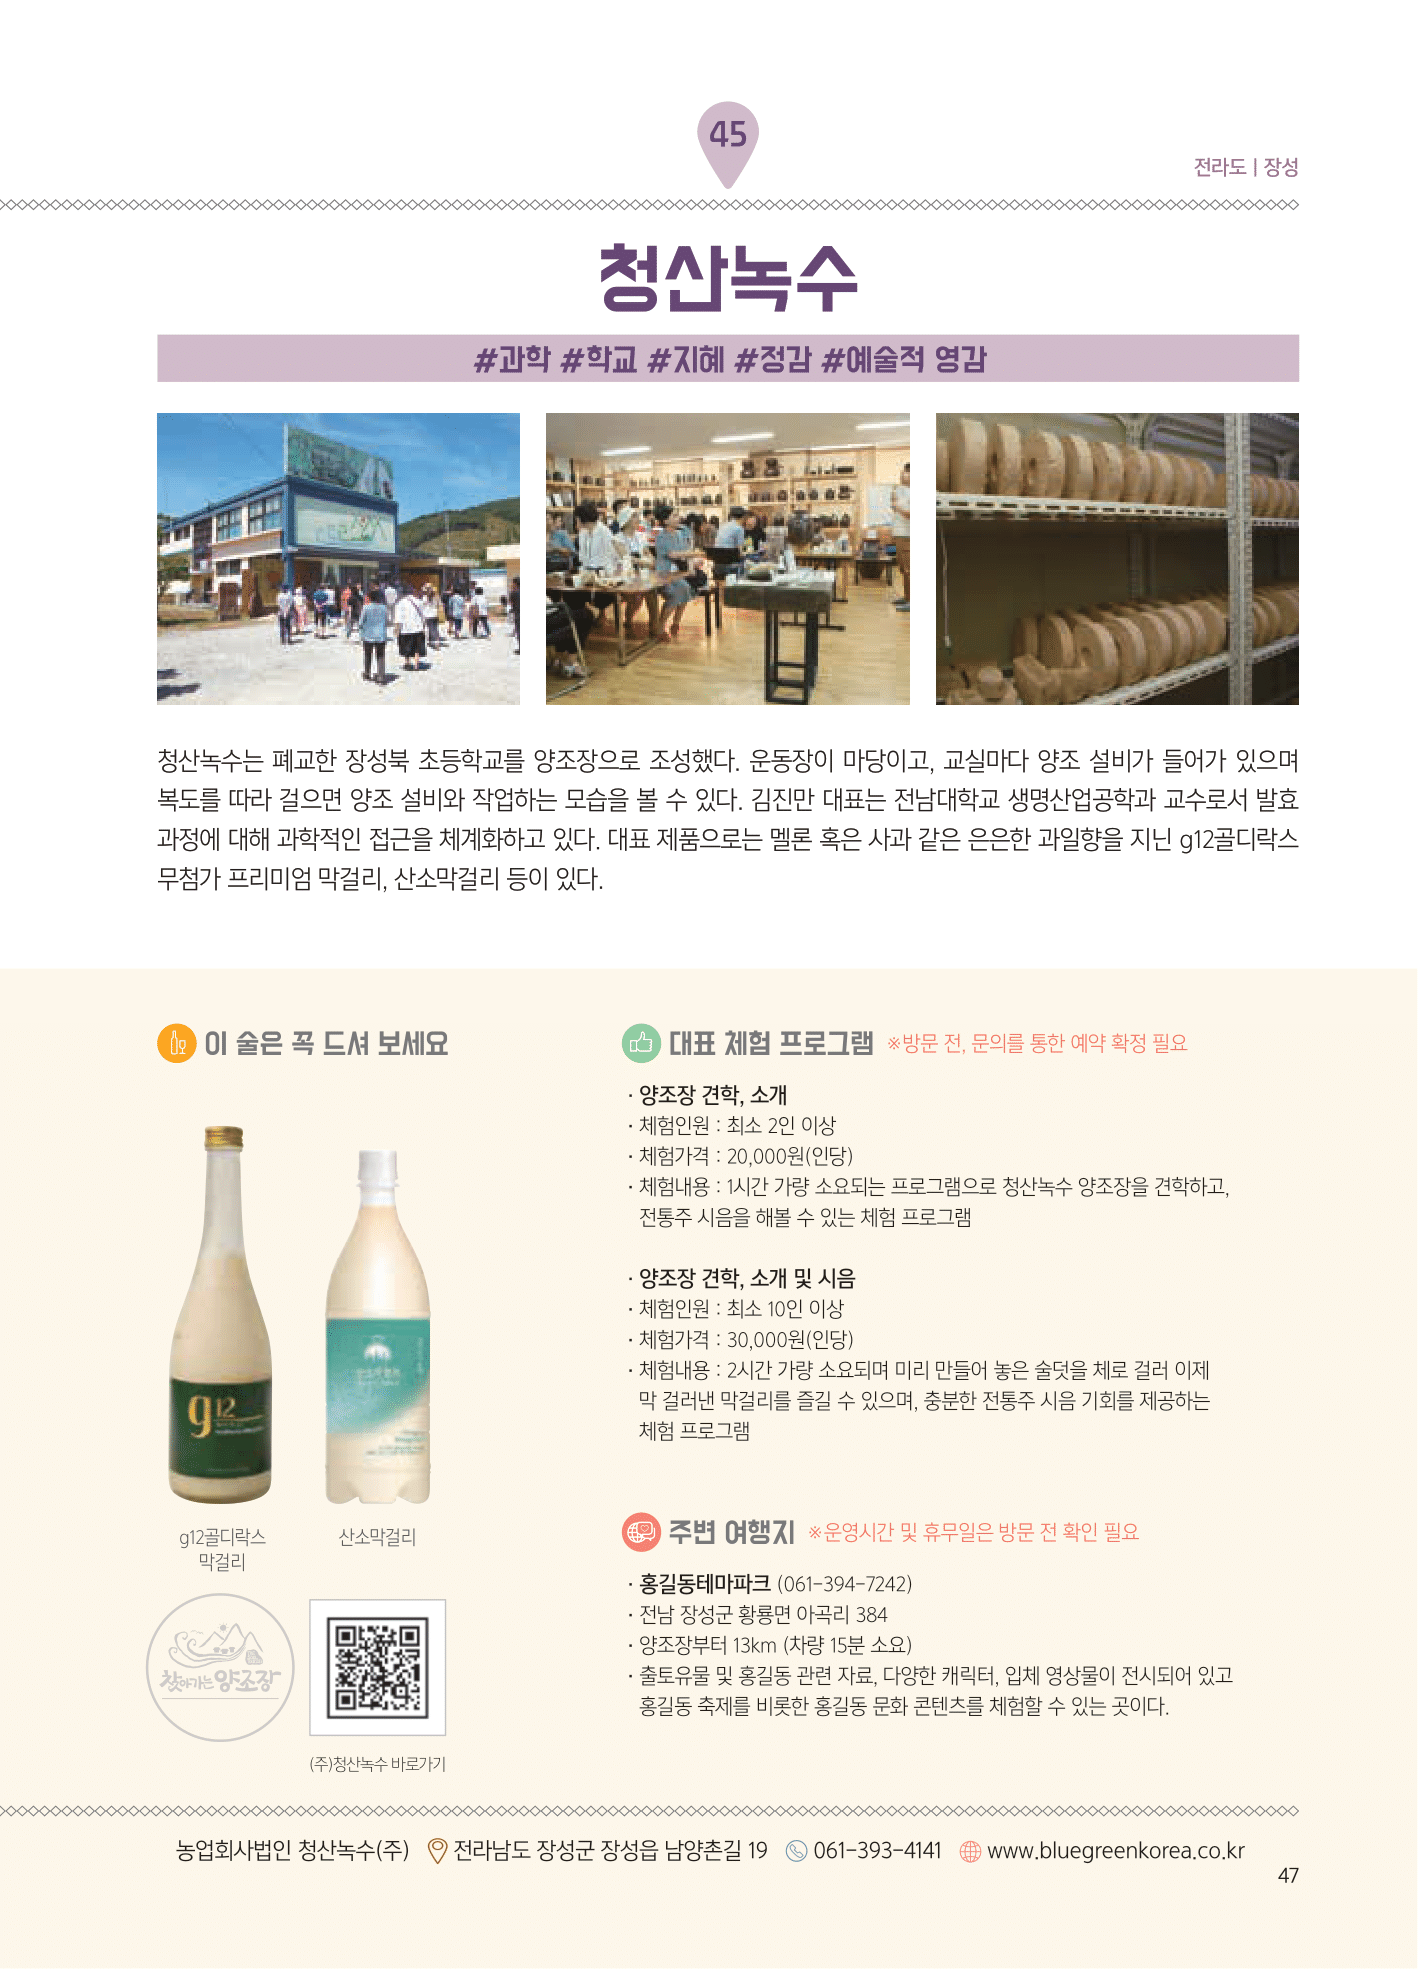 45
전라도 | 장성
청산녹수
#과학 #학교 #지혜 #정감 #예술적 영감
청산녹수는 폐교한 장성북 초등학교를 양조장으로 조성했다. 운동장이 마당이고, 교실마다 양조 설비가 들어가 있으며
복도를 따라 걸으면 양조 설비와 작업하는 모습을 볼 수 있다. 김진만 대표는 전남대학교 생명산업공학과 교수로서 발효
과정에 대해 과학적인 접근을 체계화하고 있다. 대표 제품으로는 멜론 혹은 사과 같은 은은한 과일향을 지닌 g12골디락스
무첨가 프리미엄 막걸리, 산소막걸리 등이 있다.
이 술은 꼭 드셔 보세요
g12
g12골디락스
막걸리
산소막걸리
찾아가는 양조장
(주)청산녹수 바로가기
대표 체험 프로그램 ※방문 전, 문의를 통한 예약 확정 필요
· 양조장 견학, 소개
· 체험인원 : 최소 2인 이상
· 체험가격 : 20,000원(인당)
· 체험내용 : 1시간 가량 소요되는 프로그램으로 청산녹수 양조장을 견학하고,
전통주 시음을 해볼 수 있는 체험 프로그램
· 양조장 견학, 소개 및 시음
· 체험인원 : 최소 10인 이상
· 체험가격 : 30,000원(인당)
· 체험내용 : 2시간 가량 소요되며 미리 만들어 놓은 술덧을 체로 걸러 이제
막 걸러낸 막걸리를 즐길 수 있으며, 충분한 전통주 시음 기회를 제공하는
체험 프로그램
주변 여행지 ※운영시간 및 휴무일은 방문 전 확인 필요
· 홍길동테마파크 (061-394-7242)
· 전남 장성군 황룡면 아곡리 384
· 양조장부터 13km (차량 15분 소요)
· 출토유물 및 홍길동 관련 자료, 다양한 캐릭터, 입체 영상물이 전시되어 있고
홍길동 축제를 비롯한 홍길동 문화 콘텐츠를 체험할 수 있는 곳이다.
농업회사법인 청산녹수(주) 전라남도 장성군 장성읍 남양촌길 19 061-393-4141 www.bluegreenkorea.co.kr
47